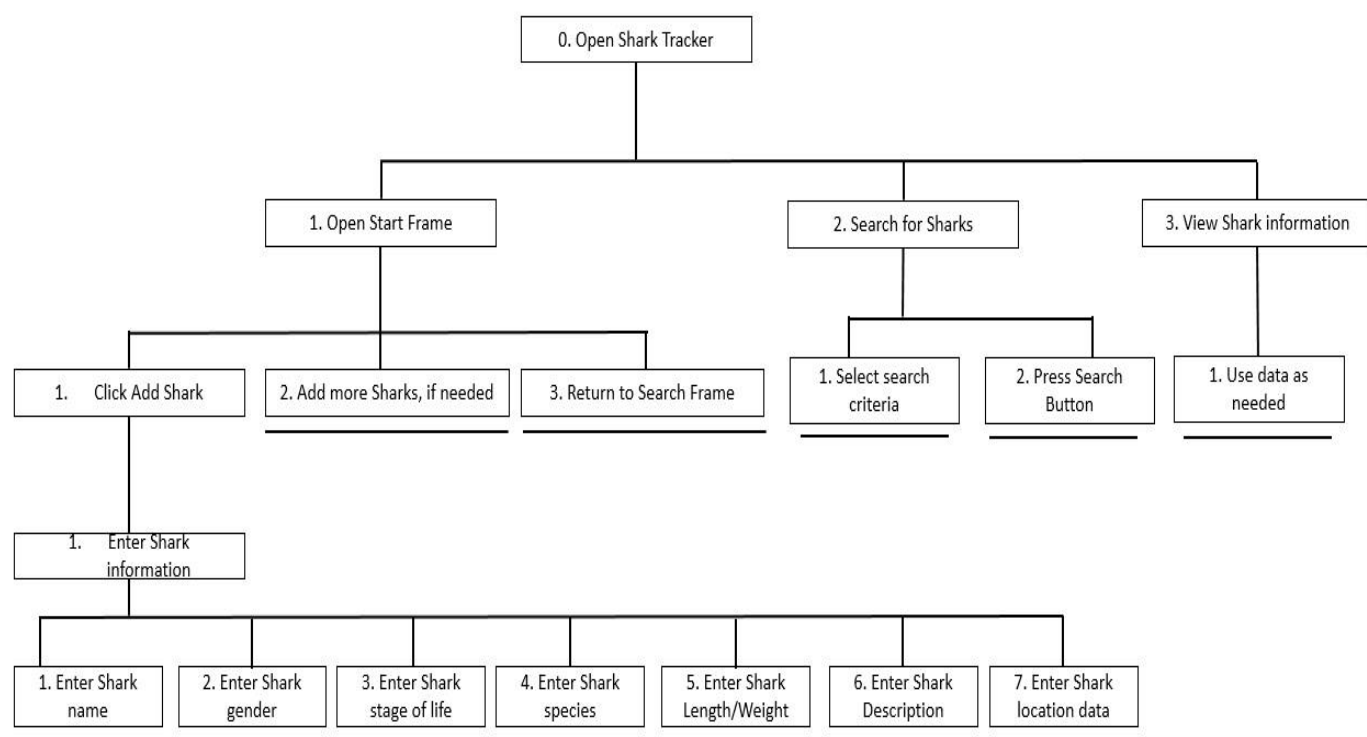 0. Open Shark Tracker
1. Open Start Frame
2. Search for Sharks
3. View Shark information
1. Click Add Shark
2. Add more Sharks, if needed
3. Return to Search Frame
1. Select search
criteria
2. Press Search
Button
1. Use data as
needed
1. Enter Shark
information
1. Enter Shark
name
2. Enter Shark
gender
3. Enter Shark
stage of life
4. Enter Shark
species
5. Enter Shark
Length/Weight
6. Enter Shark
Description
7. Enter Shark
location data